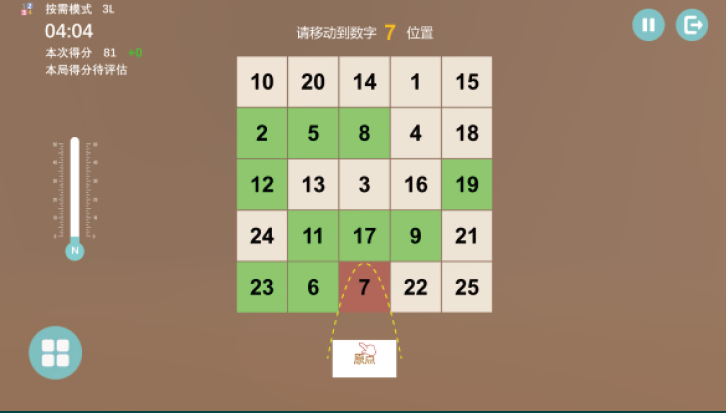 按需模式 3L
04:04
本次得分 81 +0
本局得分待评估
请移动到数字 7 位置
10 20 14 1 15
2 5 8 4 18
12 13 3 16 19
24 11 17 9 21
23 6 7 22 25
N
原点